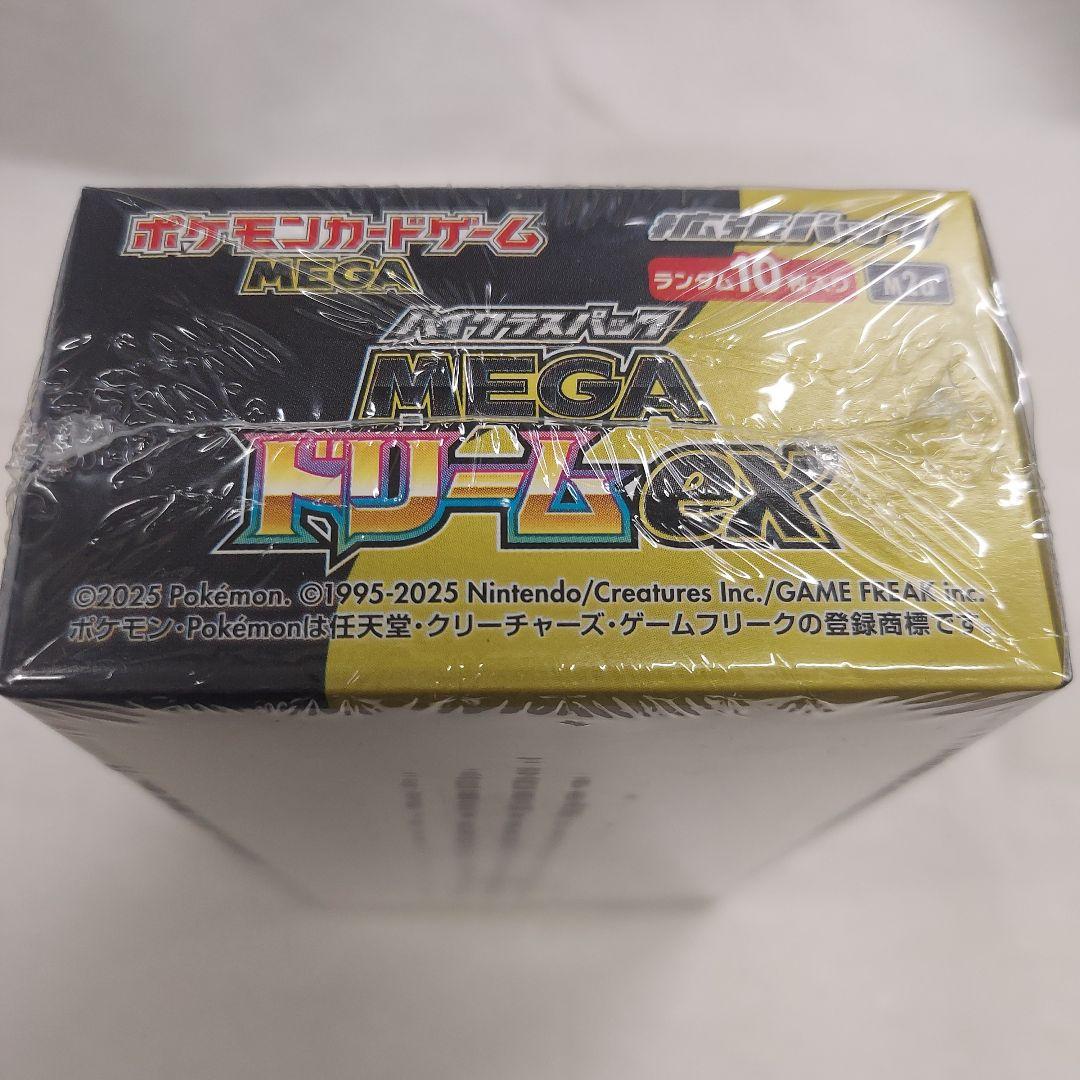 ポケモンカードゲーム
MEGA
拡張パック
ランダム10枚入り
ハイクラスパック
MEGA
ドリームex
©2025 Pokémon. ©1995-2025 Nintendo/Creatures Inc./GAME FREAK inc.
ポケモン・Pokémonは任天堂・クリーチャーズ・ゲームフリークの登録商標です。